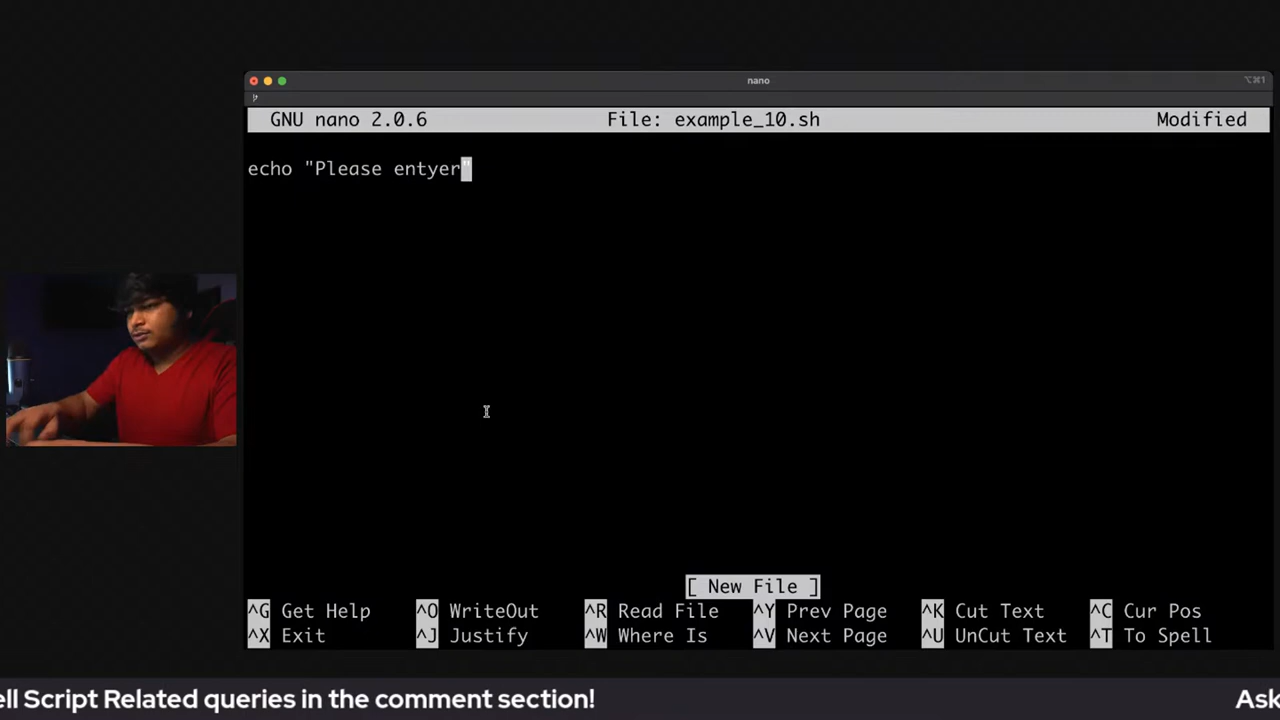 nano
⌥⌘1
GNU nano 2.0.6 File: example_10.sh Modified
echo "Please entyer"
[ New File ]
^G Get Help ^O WriteOut ^R Read File ^Y Prev Page ^K Cut Text ^C Cur Pos
^X Exit ^J Justify ^W Where Is ^V Next Page ^U UnCut Text ^T To Spell
ell Script Related queries in the comment section! Ask